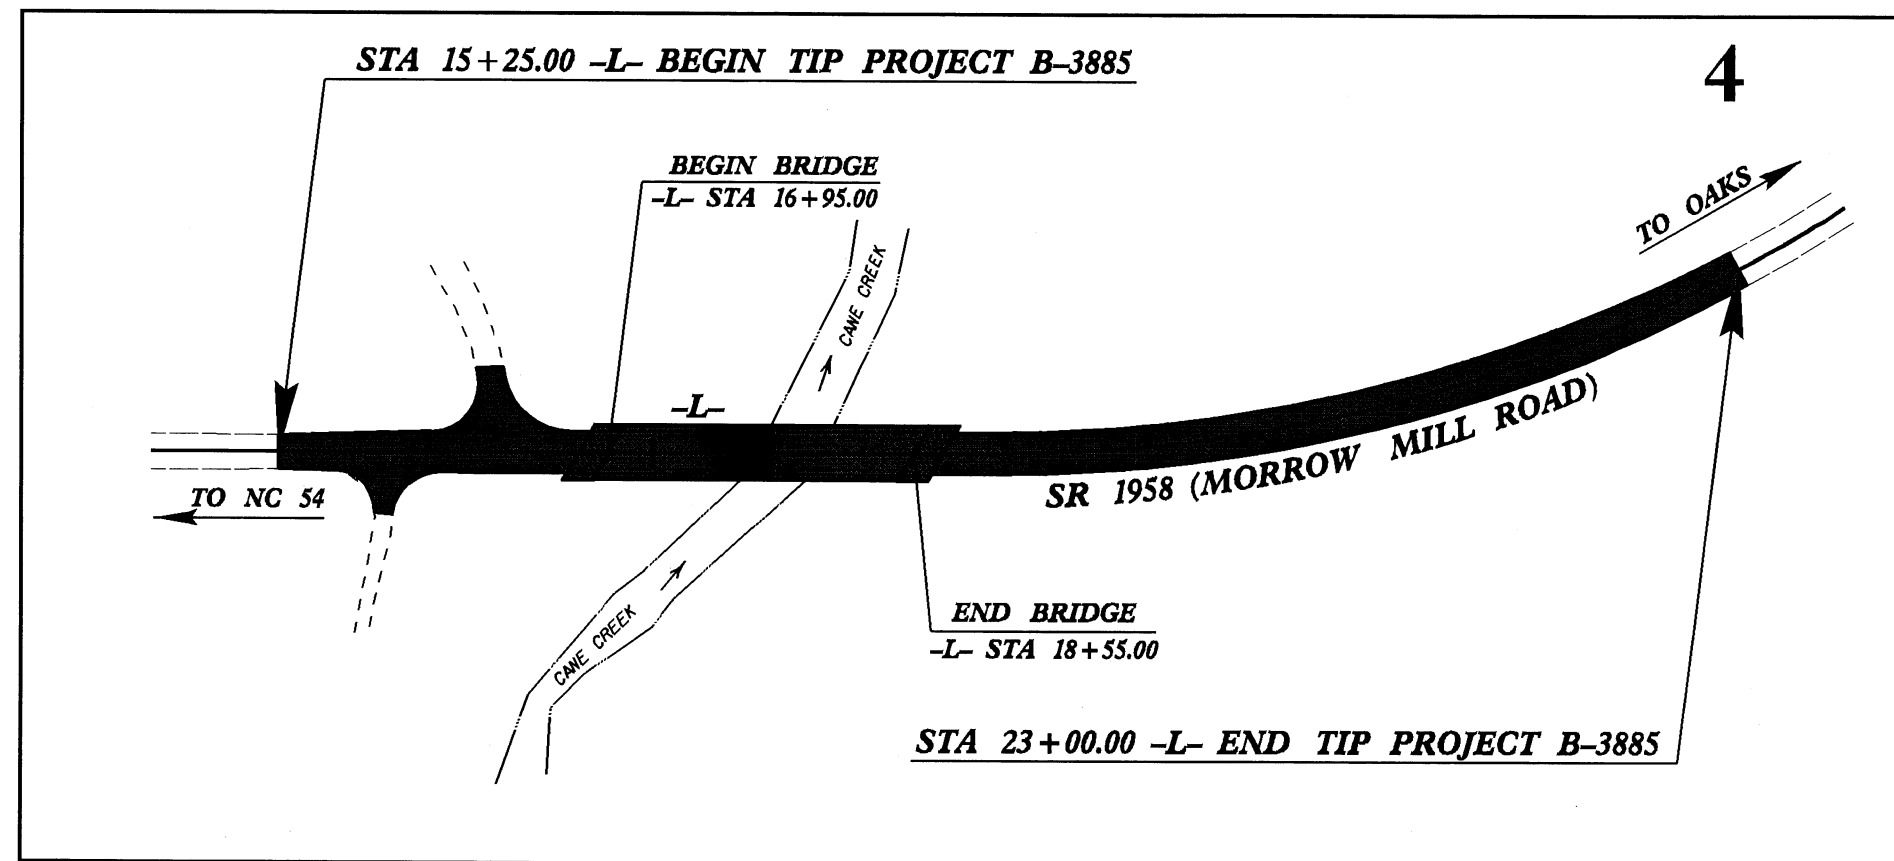 STA 15+25.00 -L- BEGIN TIP PROJECT B-3885
4
BEGIN BRIDGE
-L- STA 16+95.00
TO OAKS
CANE CREEK
-L-
SR 1958 (MORROW MILL ROAD)
TO NC 54
CANE CREEK
END BRIDGE
-L- STA 18+55.00
STA 23+00.00 -L- END TIP PROJECT B-3885